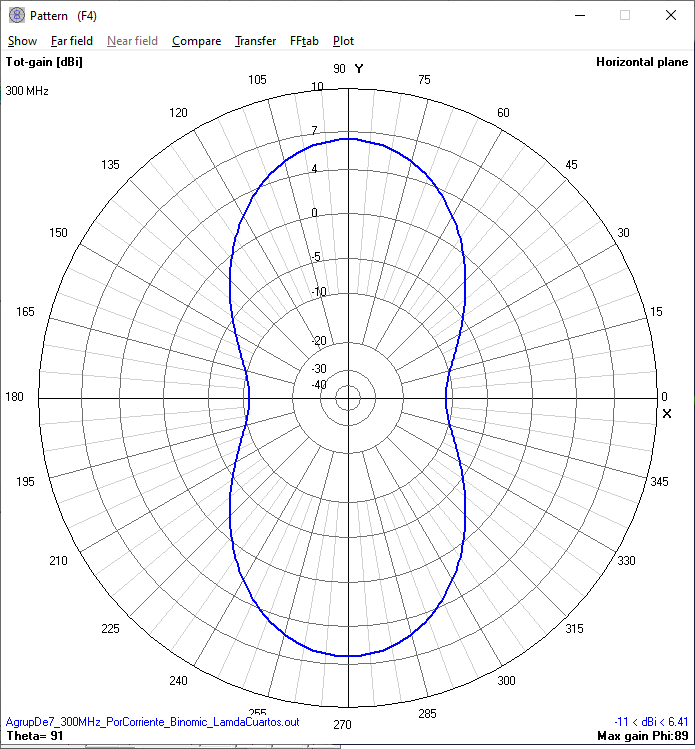 Pattern (F4)
Show Far field Near field Compare Transfer FFtab Plot
Tot-gain [dBi]
Horizontal plane
300 MHz
90 Y
105
75
120
60
135
45
150
30
165
15
180
0
X
195
345
210
330
225
315
240
300
255
285
270
10
7
4
0
-5
-10
-20
-30
-40
AgrupDe7_300MHz_PorCorriente_Binomic_LamdaCuartos.out
-11 < dBi < 6.41
Theta= 91
Max gain Phi:89